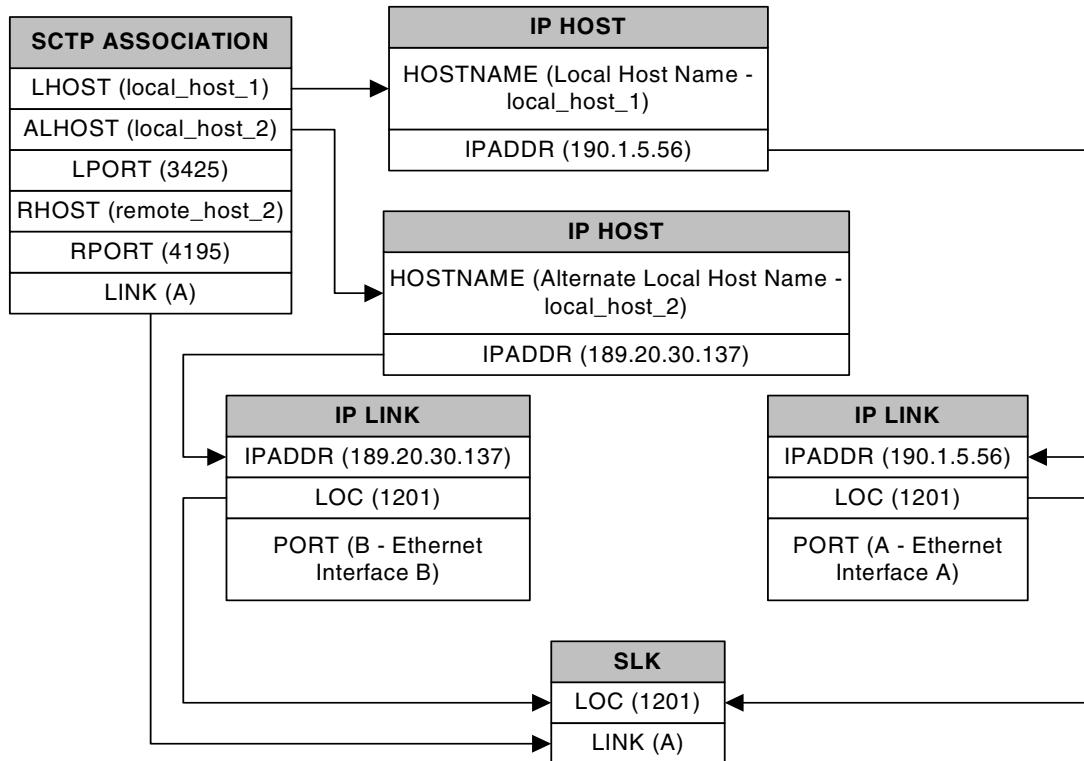 SCTP ASSOCIATION
LHOST (local_host_1)
ALHOST (local_host_2)
LPORT (3425)
RHOST (remote_host_2)
RPORT (4195)
LINK (A)
IP HOST
HOSTNAME (Local Host Name -
local_host_1)
IPADDR (190.1.5.56)
IP HOST
HOSTNAME (Alternate Local Host Name -
local_host_2)
IPADDR (189.20.30.137)
IP LINK
IPADDR (189.20.30.137)
LOC (1201)
PORT (B - Ethernet
Interface B)
IP LINK
IPADDR (190.1.5.56)
LOC (1201)
PORT (A - Ethernet
Interface A)
SLK
LOC (1201)
LINK (A)